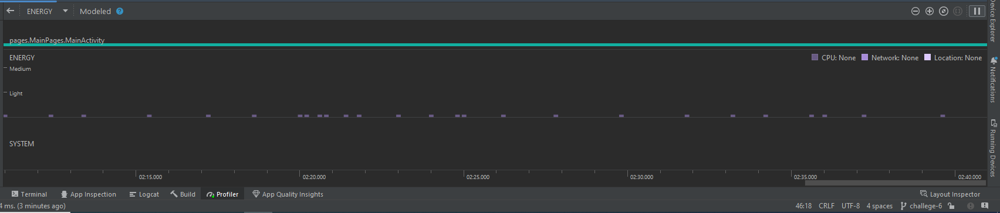 ENERGY Modeled ?
pages.MainPages.MainActivity
ENERGY CPU: None Network: None Location: None
Medium
Light
SYSTEM
02:15.000 02:20.000 02:25.000 02:30.000 02:35.000 02:40.000
Device Explorer
Notifications
Running Devices
Terminal App Inspection Logcat Build Profiler App Quality Insights Layout Inspector
4 ms. (3 minutes ago) 46:18 CRLF UTF-8 4 spaces challege-6